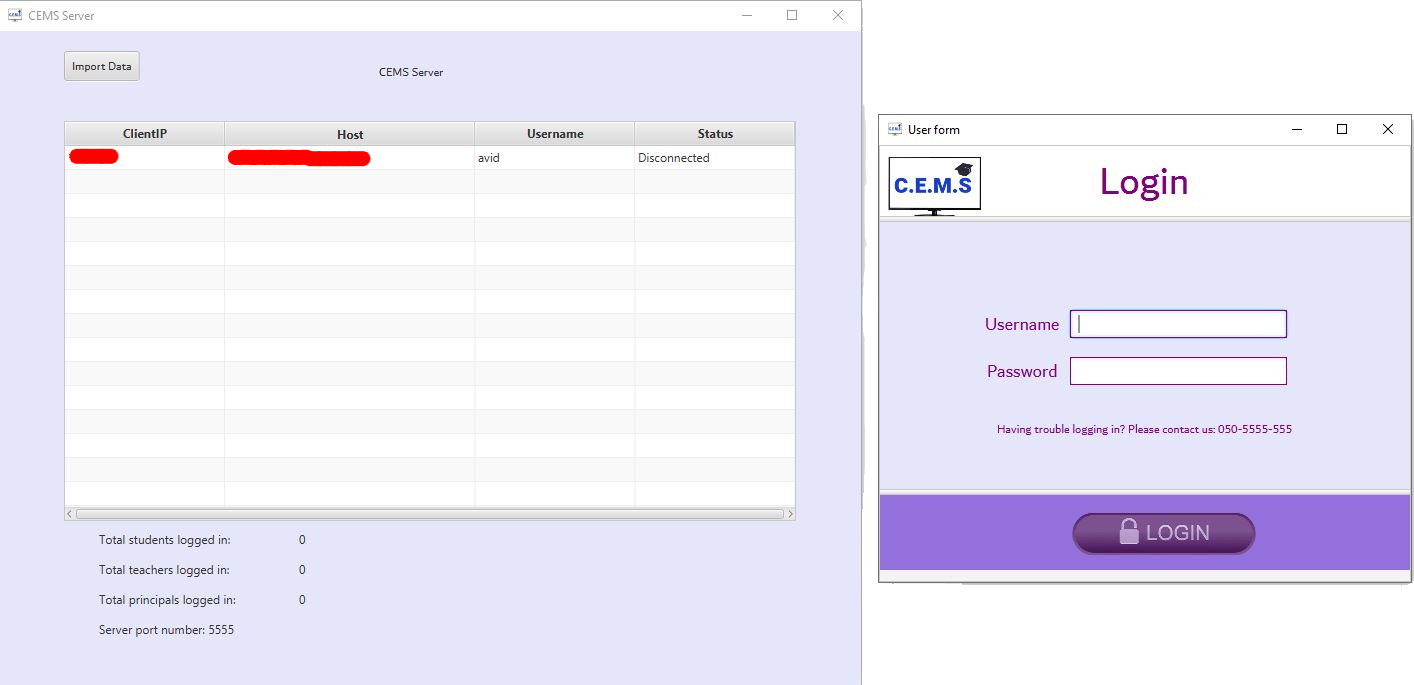 CEMS Server
Import Data
CEMS Server
ClientIP Host Username Status
avid Disconnected
Total students logged in: 0
Total teachers logged in: 0
Total principals logged in: 0
Server port number: 5555
User form
C.E.M.S
Login
Username
Password
Having trouble logging in? Please contact us: 050-5555-555
LOGIN